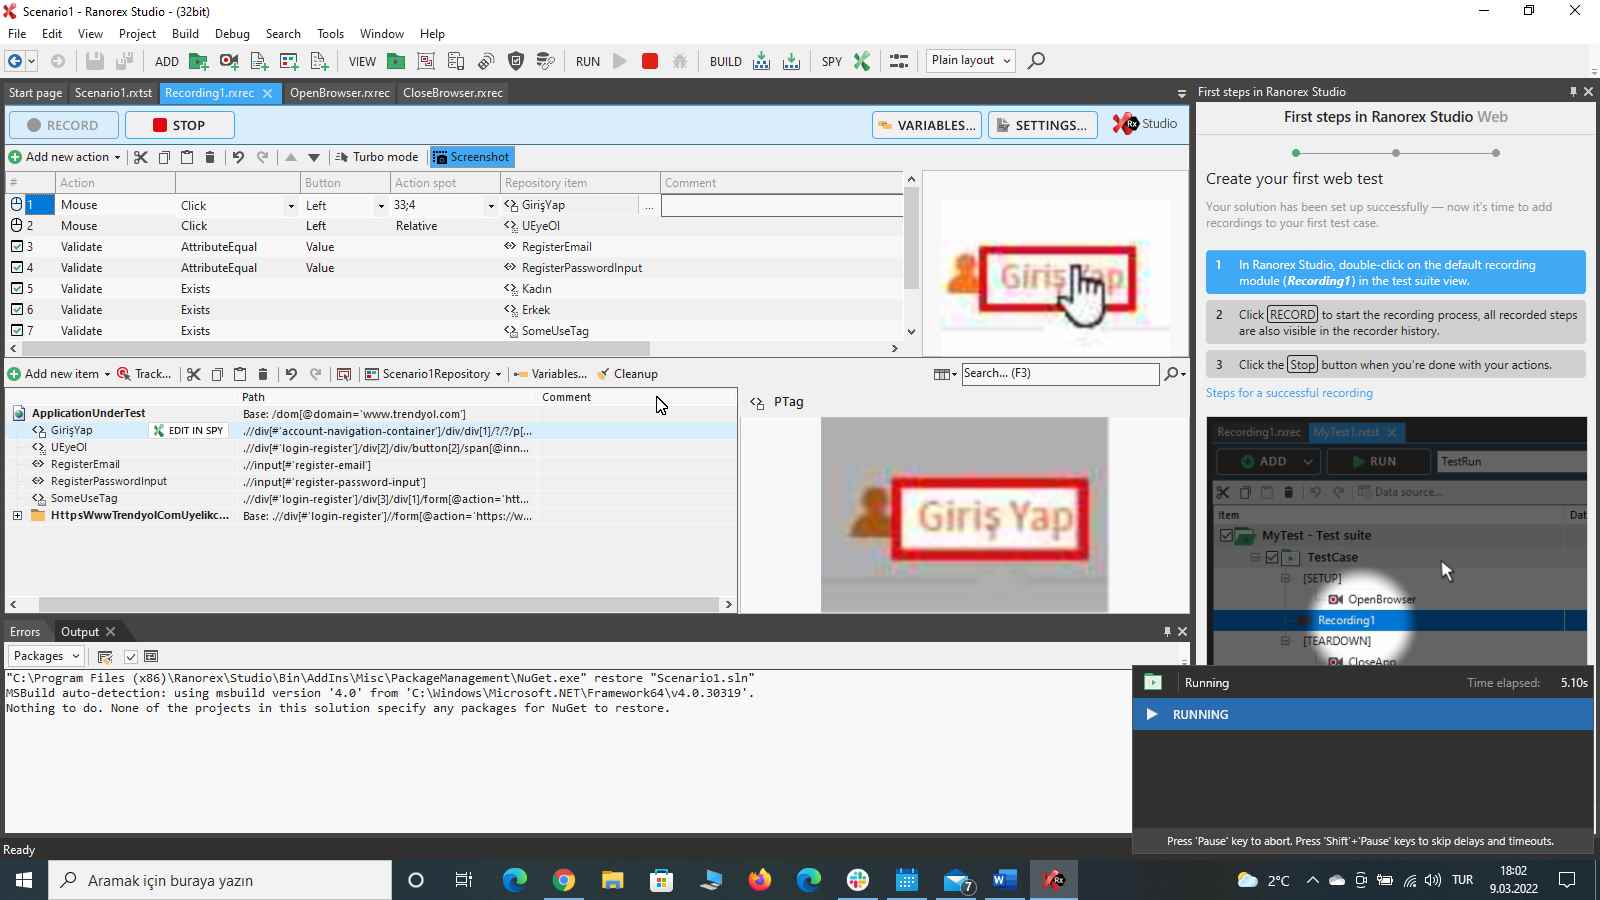 Scenario1 - Ranorex Studio - (32bit)
File Edit View Project Build Debug Search Tools Window Help
ADD VIEW RUN BUILD SPY Plain layout
Start page Scenario1.rxtst Recording1.rxrec OpenBrowser.rxrec CloseBrowser.rxrec
RECORD STOP VARIABLES... SETTINGS... Rx Studio
Add new action Turbo mode Screenshot
# Action Button Action spot Repository item Comment
1 Mouse Click Left 33;4 GirişYap ...
2 Mouse Click Left Relative UEyeOl
3 Validate AttributeEqual Value RegisterEmail
4 Validate AttributeEqual Value RegisterPasswordInput
5 Validate Exists Kadın
6 Validate Exists Erkek
7 Validate Exists SomeUseTag
Giriş Yap
Add new item Track... Scenario1Repository Variables... Cleanup Search... (F3)
Path Comment
ApplicationUnderTest Base: /dom[@domain='www.trendyol.com']
GirişYap EDIT IN SPY .//div[#'account-navigation-container']/div/div[1]/?/?/p[...
UEyeOl .//div[#'login-register']/div[2]/div/button[2]/span[@inn...
RegisterEmail .//input[#'register-email']
RegisterPasswordInput .//input[#'register-password-input']
SomeUseTag .//div[#'login-register']/div[3]/div[1]/form[@action='htt...
HttpsWwwTrendyolComUyelikc... Base: .//div[#'login-register']//form[@action='https://w...
PTag
Giriş Yap
Errors Output
Packages
"C:\Program Files (x86)\Ranorex\Studio\Bin\AddIns\Misc\PackageManagement\NuGet.exe" restore "Scenario1.sln"
MSBuild auto-detection: using msbuild version '4.0' from 'C:\Windows\Microsoft.NET\Framework64\v4.0.30319'.
Nothing to do. None of the projects in this solution specify any packages for NuGet to restore.
First steps in Ranorex Studio
First steps in Ranorex Studio Web
Create your first web test
Your solution has been set up successfully — now it's time to add
recordings to your first test case.
1 In Ranorex Studio, double-click on the default recording
module (Recording1) in the test suite view.
2 Click RECORD to start the recording process, all recorded steps
are also visible in the recorder history.
3 Click the Stop button when you're done with your actions.
Steps for a successful recording
Recording1.rxrec MyTest1.rxtst
ADD RUN TestRun
Data source...
Item Dat
MyTest - Test suite
TestCase
[SETUP]
OpenBrowser
Recording1
[TEARDOWN]
CloseApp
Running Time elapsed: 5.10s
RUNNING
Press 'Pause' key to abort. Press 'Shift'+'Pause' keys to skip delays and timeouts.
Ready
Aramak için buraya yazın
7
Rx
2°C
TUR
18:02
9.03.2022